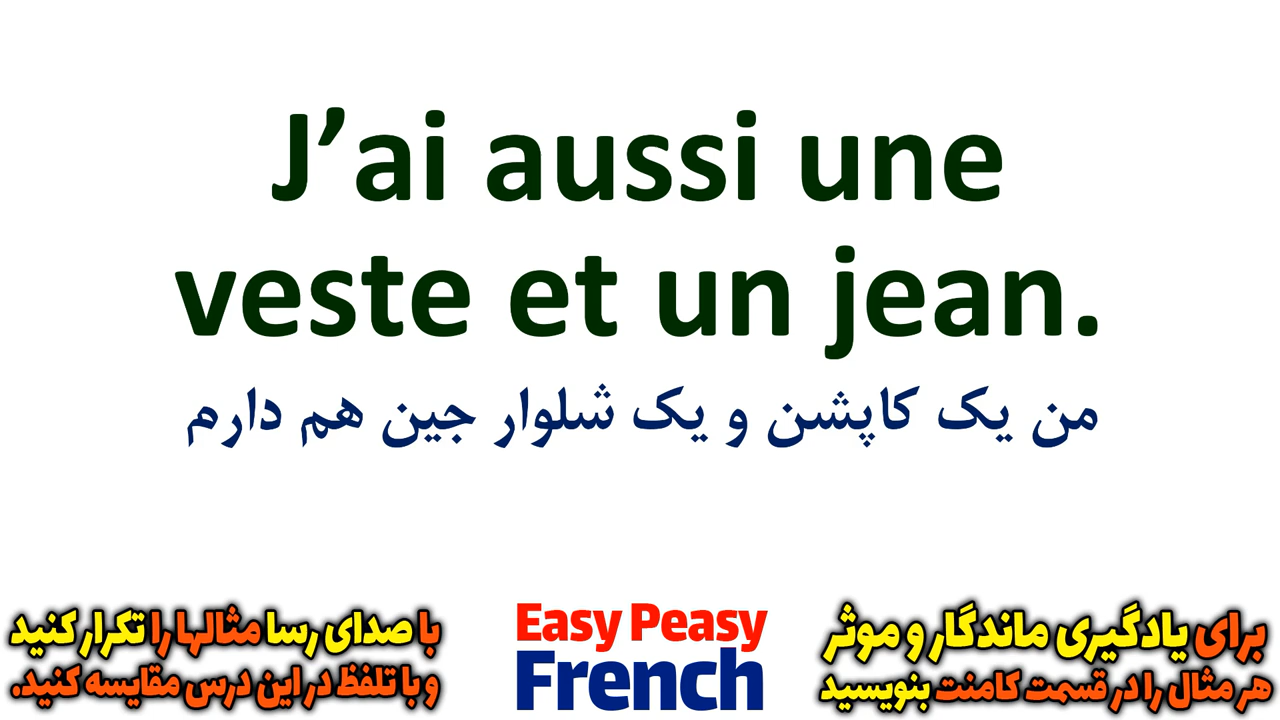 J’ai aussi une
veste et un jean.
من یک کاپشن و یک شلوار جین هم دارم
برای یادگیری ماندگار و موثر
هر مثال را در قسمت کامنت بنویسید
Easy Peasy
French
با صدای رسا مثالها را تکرار کنید
و با تلفظ در این درس مقایسه کنید.